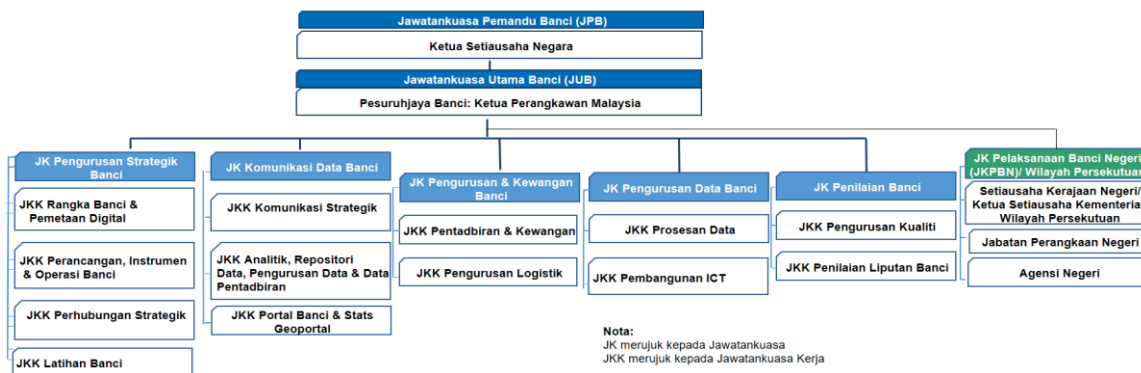 Jawatankuasa Pemandu Banci (JPB)
Ketua Setiausaha Negara
Jawatankuasa Utama Banci (JUB)
Pesuruhjaya Banci: Ketua Perangkawan Malaysia
JK Pengurusan Strategik
Banci
JKK Rangka Banci &
Pemetaan Digital
JKK Perancangan, Instrumen
& Operasi Banci
JKK Perhubungan Strategik
JKK Latihan Banci
JK Komunikasi Data Banci
JKK Komunikasi Strategik
JKK Analitik, Repositori
Data, Pengurusan Data & Data
Pentadbiran
JKK Portal Banci & Stats
Geoportal
JK Pengurusan & Kewangan
Banci
JKK Pentadbiran & Kewangan
JKK Pengurusan Logistik
JK Pengurusan Data Banci
JKK Prosesan Data
JKK Pembangunan ICT
JK Penilaian Banci
JKK Pengurusan Kualiti
JKK Penilaian Liputan Banci
JK Pelaksanaan Banci Negeri
(JKPBN)/ Wilayah Persekutuan
Setiausaha Kerajaan Negeri/
Ketua Setiausaha Kementerian
Wilayah Persekutuan
Jabatan Perangkaan Negeri
Agensi Negeri
Nota:
JK merujuk kepada Jawatankuasa
JKK merujuk kepada Jawatankuasa Kerja